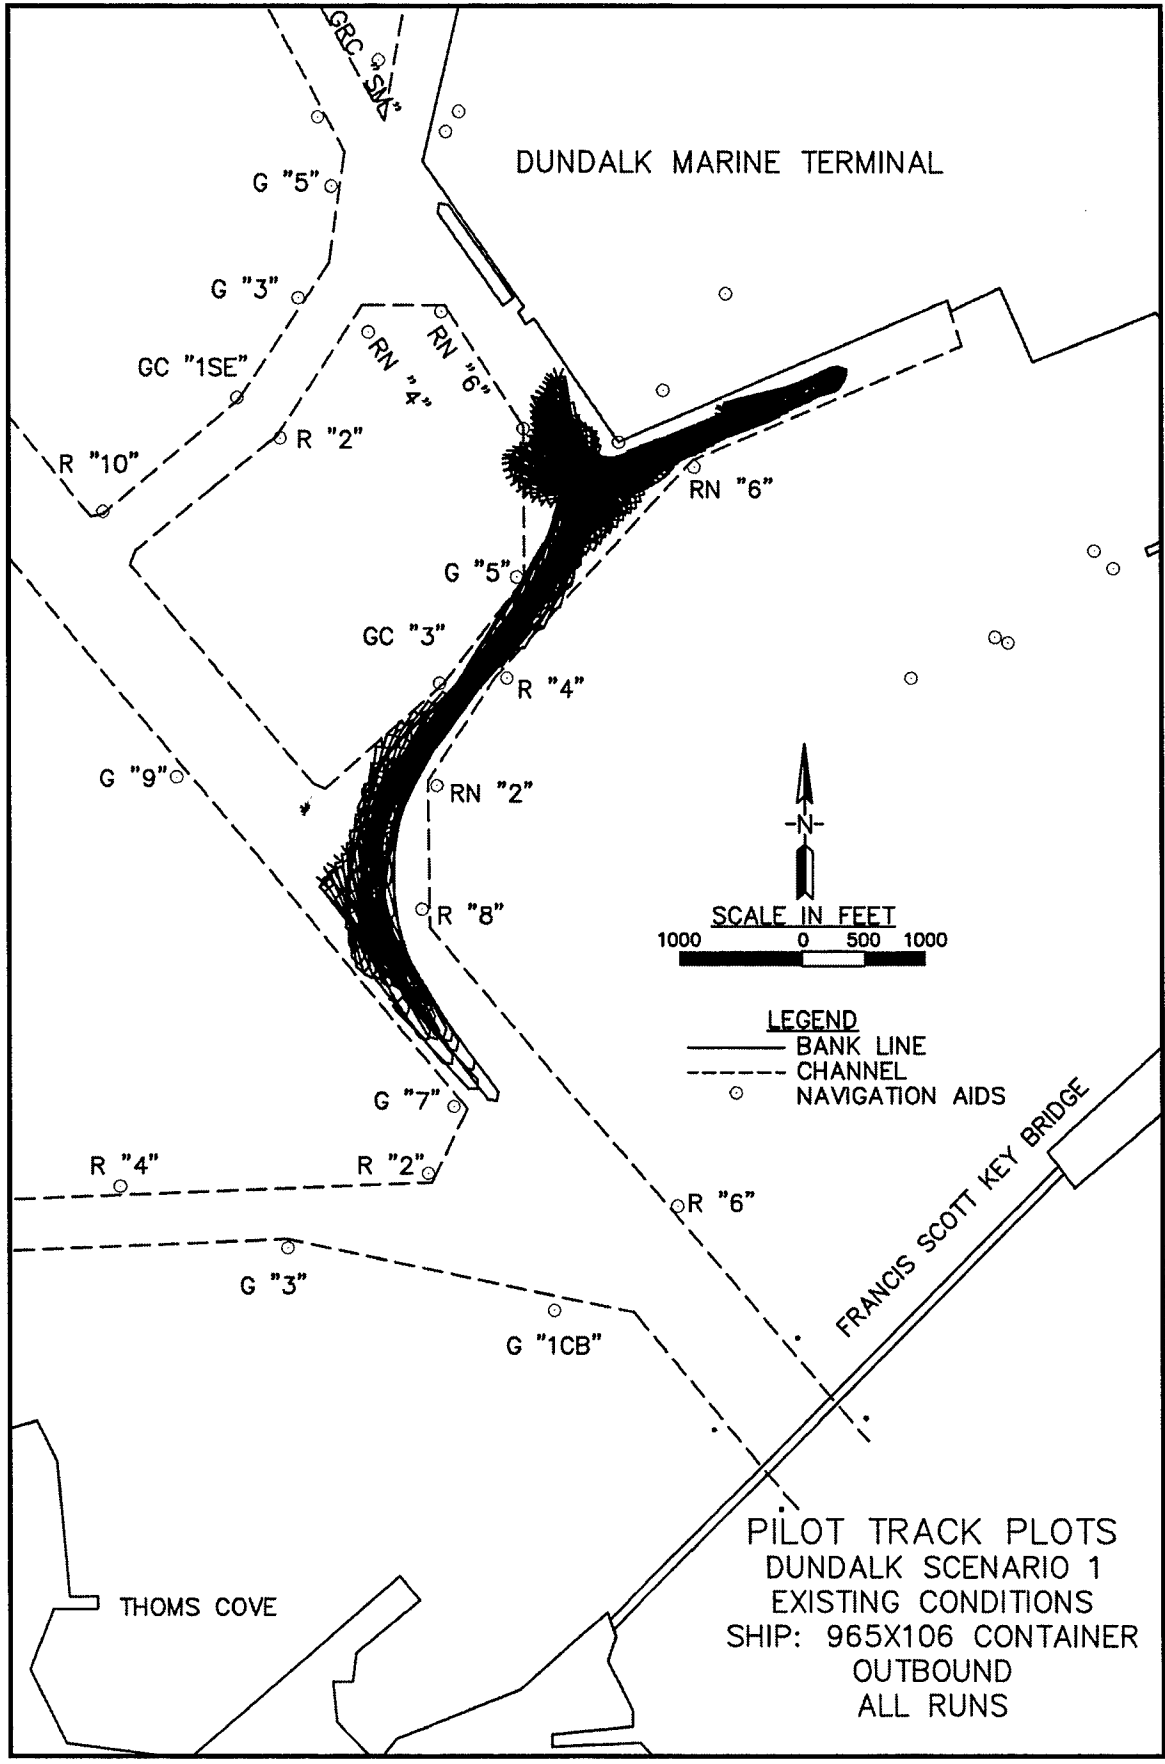 GRC "SM"
DUNDALK MARINE TERMINAL
G "5"
G "3"
RN "6"
RN "4"
GC "1SE"
R "2"
R "10"
RN "6"
G "5"
GC "3"
R "4"
G "9"
RN "2"
-N-
R "8"
SCALE IN FEET
1000 0 500 1000
LEGEND
BANK LINE
CHANNEL
NAVIGATION AIDS
G "7"
R "4"
R "2"
R "6"
FRANCIS SCOTT KEY BRIDGE
G "3"
G "1CB"
PILOT TRACK PLOTS
DUNDALK SCENARIO 1
EXISTING CONDITIONS
SHIP: 965X106 CONTAINER
OUTBOUND
ALL RUNS
THOMS COVE